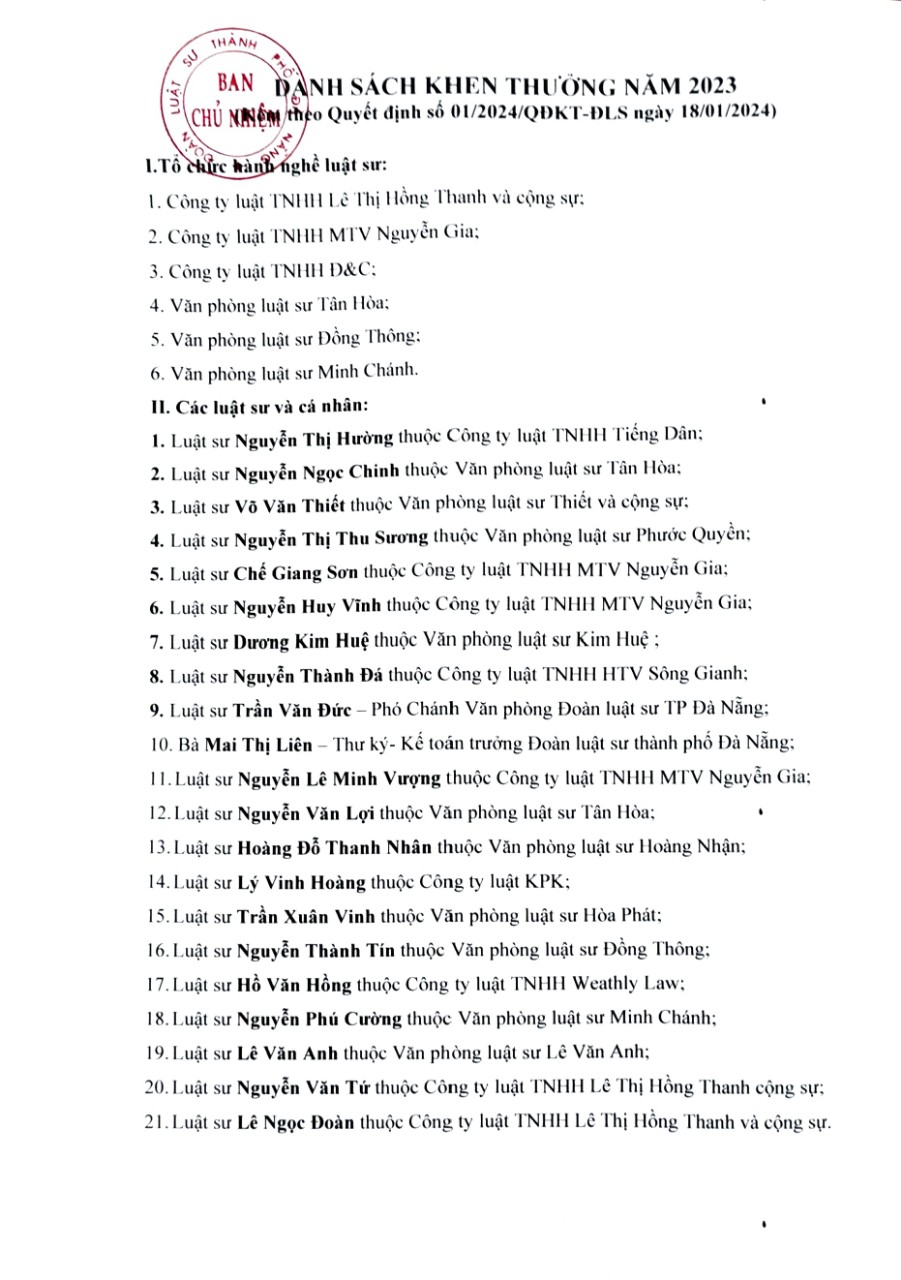 ĐOÀN LUẬT SƯ THÀNH PHỐ ĐÀ NẴNG
BAN
CHỦ NHIỆM
DANH SÁCH KHEN THƯỞNG NĂM 2023
(Kèm theo Quyết định số 01/2024/QĐKT-ĐLS ngày 18/01/2024)
I.Tổ chức hành nghề luật sư:
1. Công ty luật TNHH Lê Thị Hồng Thanh và cộng sự;
2. Công ty luật TNHH MTV Nguyễn Gia;
3. Công ty luật TNHH Đ&C;
4. Văn phòng luật sư Tân Hòa;
5. Văn phòng luật sư Đồng Thông;
6. Văn phòng luật sư Minh Chánh.
II. Các luật sư và cá nhân:
1. Luật sư Nguyễn Thị Hường thuộc Công ty luật TNHH Tiếng Dân;
2. Luật sư Nguyễn Ngọc Chinh thuộc Văn phòng luật sư Tân Hòa;
3. Luật sư Võ Văn Thiết thuộc Văn phòng luật sư Thiết và cộng sự;
4. Luật sư Nguyễn Thị Thu Sương thuộc Văn phòng luật sư Phước Quyền;
5. Luật sư Chế Giang Sơn thuộc Công ty luật TNHH MTV Nguyễn Gia;
6. Luật sư Nguyễn Huy Vĩnh thuộc Công ty luật TNHH MTV Nguyễn Gia;
7. Luật sư Dương Kim Huệ thuộc Văn phòng luật sư Kim Huệ ;
8. Luật sư Nguyễn Thành Đá thuộc Công ty luật TNHH HTV Sông Gianh;
9. Luật sư Trần Văn Đức – Phó Chánh Văn phòng Đoàn luật sư TP Đà Nẵng;
10. Bà Mai Thị Liên – Thư ký- Kế toán trưởng Đoàn luật sư thành phố Đà Nẵng;
11. Luật sư Nguyễn Lê Minh Vượng thuộc Công ty luật TNHH MTV Nguyễn Gia;
12. Luật sư Nguyễn Văn Lợi thuộc Văn phòng luật sư Tân Hòa;
13. Luật sư Hoàng Đỗ Thanh Nhân thuộc Văn phòng luật sư Hoàng Nhận;
14. Luật sư Lý Vinh Hoàng thuộc Công ty luật KPK;
15. Luật sư Trần Xuân Vinh thuộc Văn phòng luật sư Hòa Phát;
16. Luật sư Nguyễn Thành Tín thuộc Văn phòng luật sư Đồng Thông;
17. Luật sư Hồ Văn Hồng thuộc Công ty luật TNHH Weathly Law;
18. Luật sư Nguyễn Phú Cường thuộc Văn phòng luật sư Minh Chánh;
19. Luật sư Lê Văn Anh thuộc Văn phòng luật sư Lê Văn Anh;
20. Luật sư Nguyễn Văn Tứ thuộc Công ty luật TNHH Lê Thị Hồng Thanh cộng sự;
21. Luật sư Lê Ngọc Đoàn thuộc Công ty luật TNHH Lê Thị Hồng Thanh và cộng sự.